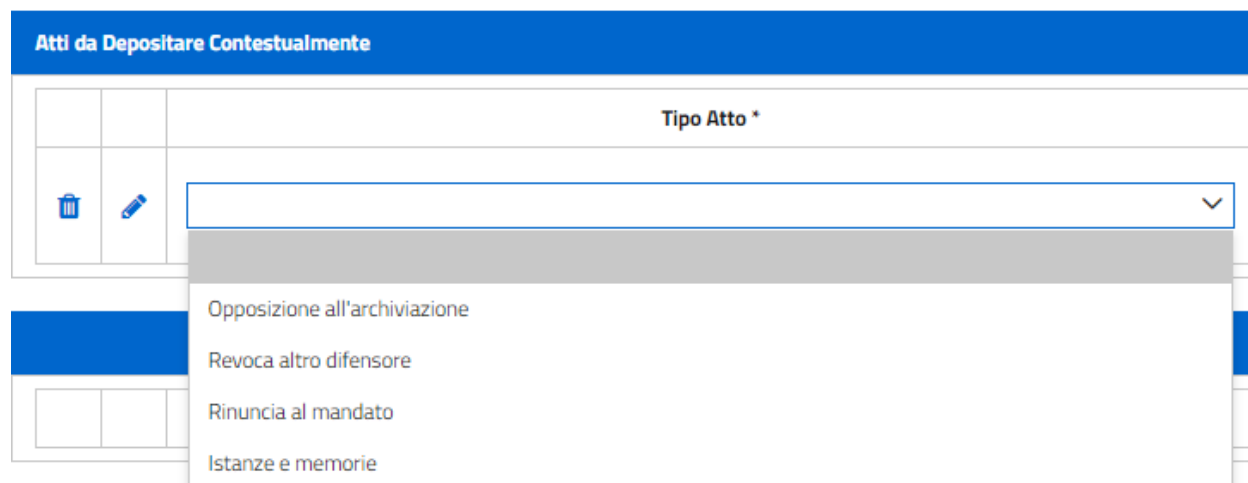 Atti da Depositare Contestualmente
Tipo Atto *
Opposizione all'archiviazione
Revoca altro difensore
Rinuncia al mandato
Istanze e memorie